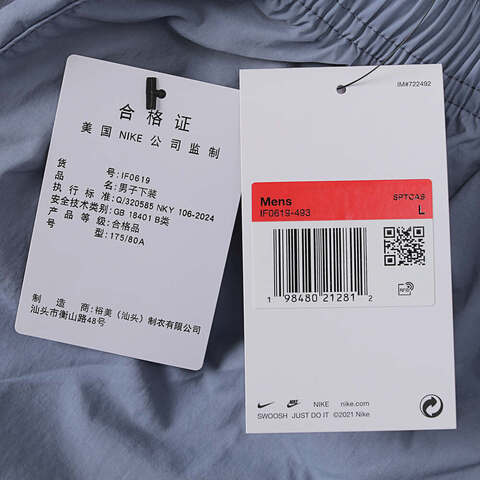 合格证
美国 NIKE 公司监制
货号:IF0619
品名:男子下装
执行标准:Q/320585 NKY 106-2024
安全技术类别:GB 18401 B类
产品等级:合格品
型:175/80A
制造商:裕美(汕头)制衣有限公司
汕头市衡山路48号
IM#722492
Mens SPTCAS
IF0619-493 L
1 98480 21281 2
RFID
NIKE nike.com
SWOOSH JUST DO IT ©2021 Nike